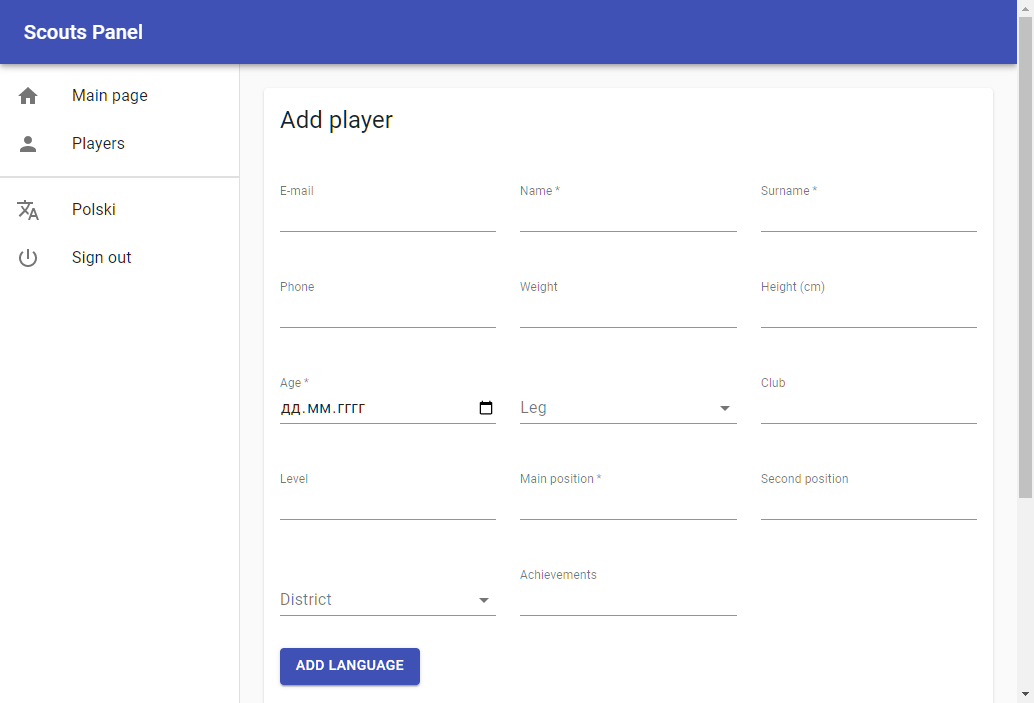 Scouts Panel
Main page
Players
Polski
Sign out
Add player
E-mail
Name *
Surname *
Phone
Weight
Height (cm)
Age *
дд.мм.гггг
Leg
Club
Level
Main position *
Second position
District
Achievements
ADD LANGUAGE